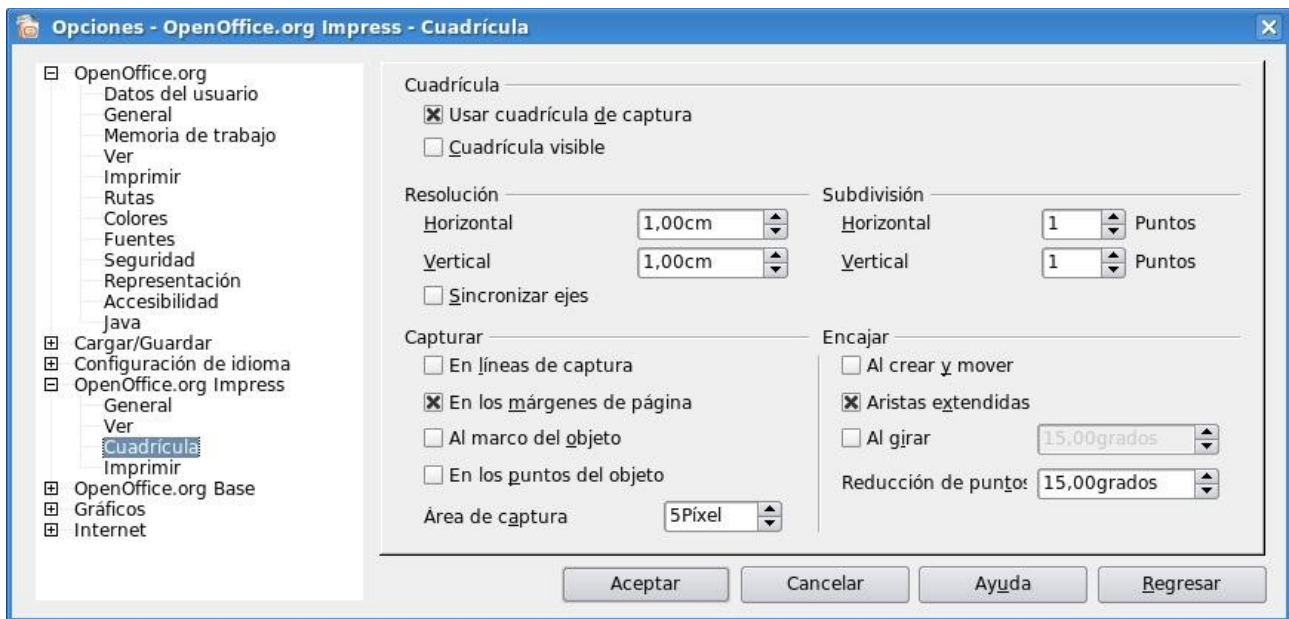 Opciones - OpenOffice.org Impress - Cuadrícula
OpenOffice.org
Datos del usuario
General
Memoria de trabajo
Ver
Imprimir
Rutas
Colores
Fuentes
Seguridad
Representación
Accesibilidad
Java
Cargar/Guardar
Configuración de idioma
OpenOffice.org Impress
General
Ver
Cuadrícula
Imprimir
OpenOffice.org Base
Gráficos
Internet
Cuadrícula
Usar cuadrícula de captura
Cuadrícula visible
Resolución
Horizontal 1,00cm
Vertical 1,00cm
Sincronizar ejes
Subdivisión
Horizontal 1 Puntos
Vertical 1 Puntos
Capturar
En líneas de captura
En los márgenes de página
Al marco del objeto
En los puntos del objeto
Área de captura 5Píxel
Encajar
Al crear y mover
Aristas extendidas
Al girar 15,00grados
Reducción de puntos 15,00grados
Aceptar Cancelar Ayuda Regresar